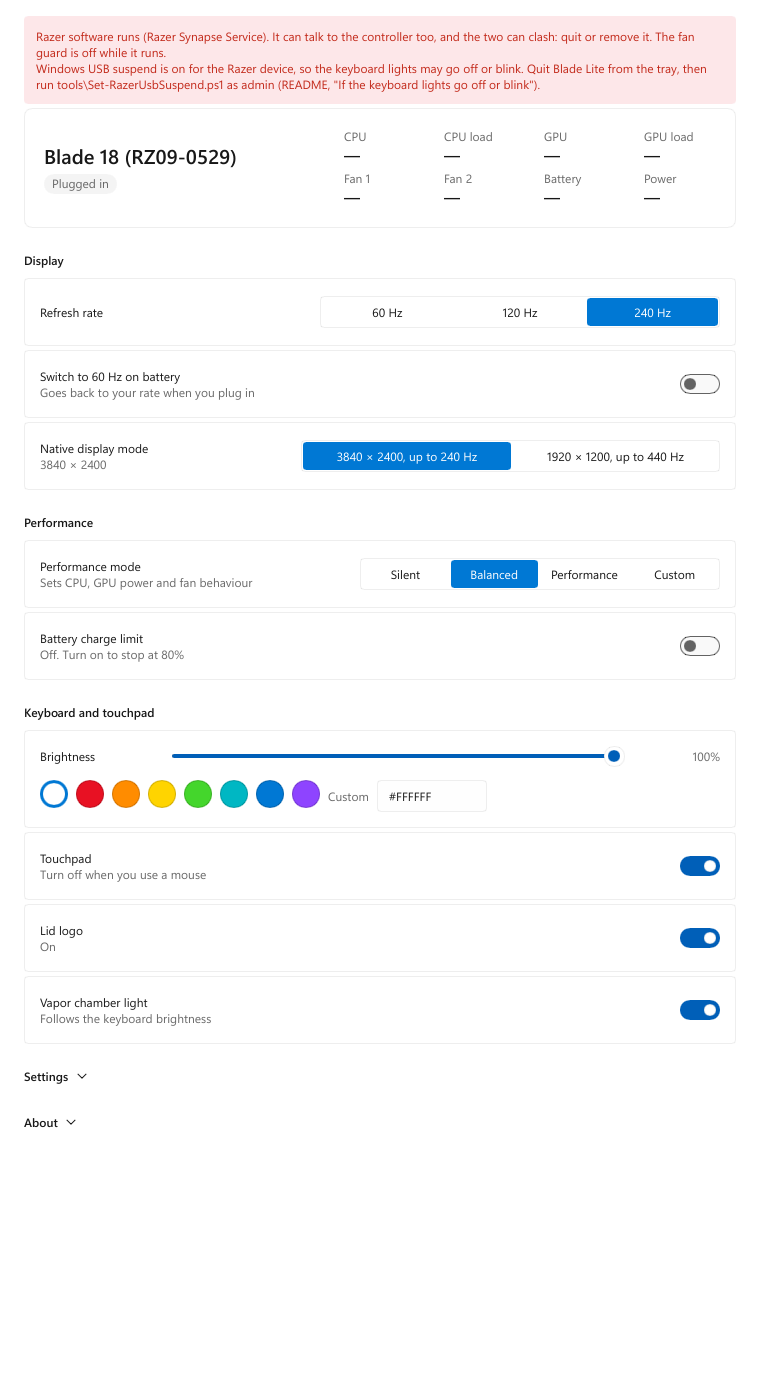 Razer software runs (Razer Synapse Service). It can talk to the controller too, and the two can clash: quit or remove it. The fan
guard is off while it runs.
Windows USB suspend is on for the Razer device, so the keyboard lights may go off or blink. Quit Blade Lite from the tray, then
run tools\Set-RazerUsbSuspend.ps1 as admin (README, "If the keyboard lights go off or blink").
Blade 18 (RZ09-0529)
Plugged in
CPU CPU load GPU GPU load
— — — —
Fan 1 Fan 2 Battery Power
— — — —
Display
Refresh rate 60 Hz 120 Hz 240 Hz
Switch to 60 Hz on battery
Goes back to your rate when you plug in
Native display mode
3840 × 2400
3840 × 2400, up to 240 Hz 1920 × 1200, up to 440 Hz
Performance
Performance mode
Sets CPU, GPU power and fan behaviour
Silent Balanced Performance Custom
Battery charge limit
Off. Turn on to stop at 80%
Keyboard and touchpad
Brightness 100%
Custom #FFFFFF
Touchpad
Turn off when you use a mouse
Lid logo
On
Vapor chamber light
Follows the keyboard brightness
Settings
About